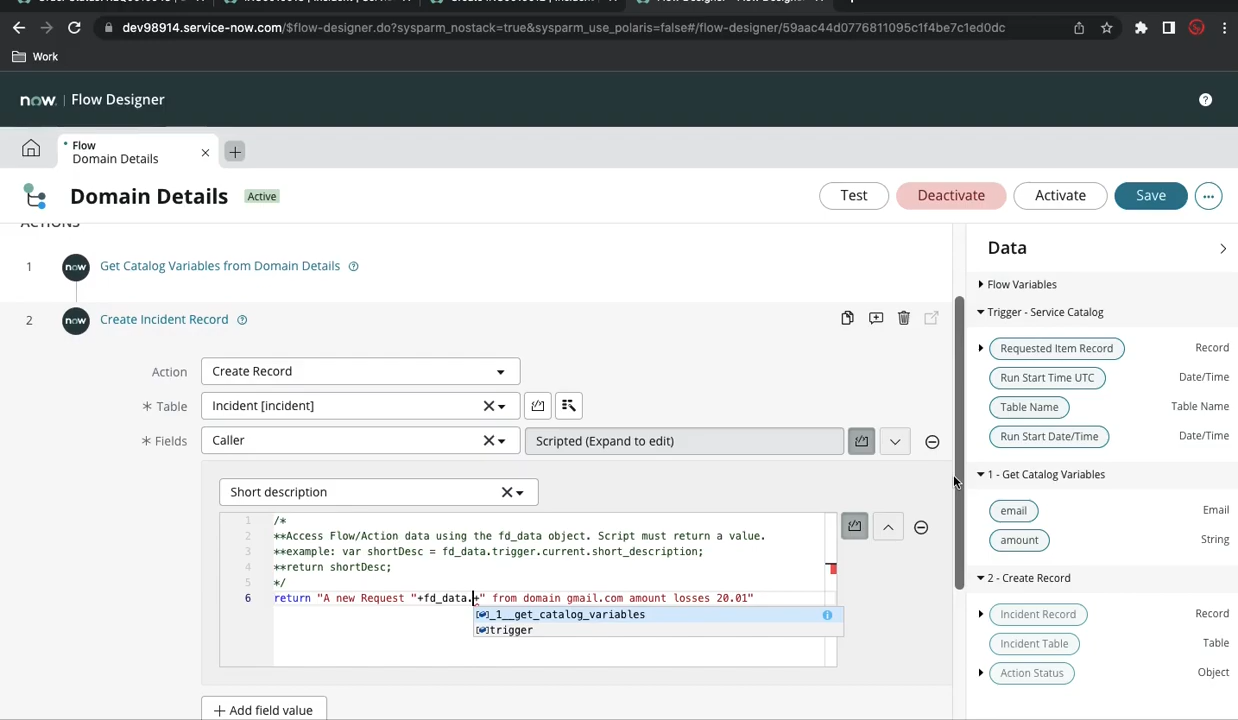 dev98914.service-now.com/$flow-designer.do?sysparm_nostack=true&sysparm_use_polaris=false#/flow-designer/59aac44d0776811095c1f4be7c1ed0dc
Work
now. | Flow Designer
?
Flow
Domain Details
Domain Details
Active
Test
Deactivate
Activate
Save
...
ACTIONS
1 now Get Catalog Variables from Domain Details ?
2 now Create Incident Record ?
Action Create Record
* Table Incident [incident]
* Fields Caller Scripted (Expand to edit)
Short description
1 /*
2 **Access Flow/Action data using the fd_data object. Script must return a value.
3 **example: var shortDesc = fd_data.trigger.current.short_description;
4 **return shortDesc;
5 */
6 return "A new Request "+fd_data.+" from domain gmail.com amount losses 20.01"
_1__get_catalog_variables
trigger
+ Add field value
Data
Flow Variables
Trigger - Service Catalog
Requested Item Record Record
Run Start Time UTC Date/Time
Table Name Table Name
Run Start Date/Time Date/Time
1 - Get Catalog Variables
email Email
amount String
2 - Create Record
Incident Record Record
Incident Table Table
Action Status Object